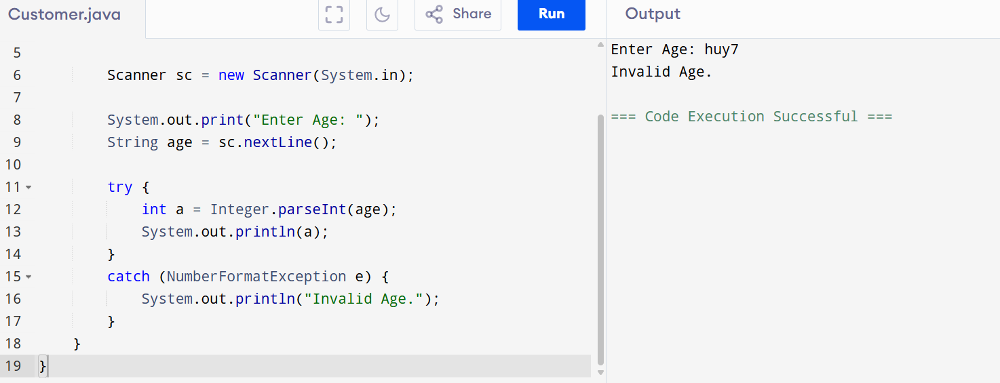 Customer.java
Share
Run
Output
5
6 Scanner sc = new Scanner(System.in);
7
8 System.out.print("Enter Age: ");
9 String age = sc.nextLine();
10
11 try {
12 int a = Integer.parseInt(age);
13 System.out.println(a);
14 }
15 catch (NumberFormatException e) {
16 System.out.println("Invalid Age.");
17 }
18 }
19 }
Enter Age: huy7
Invalid Age.
=== Code Execution Successful ===